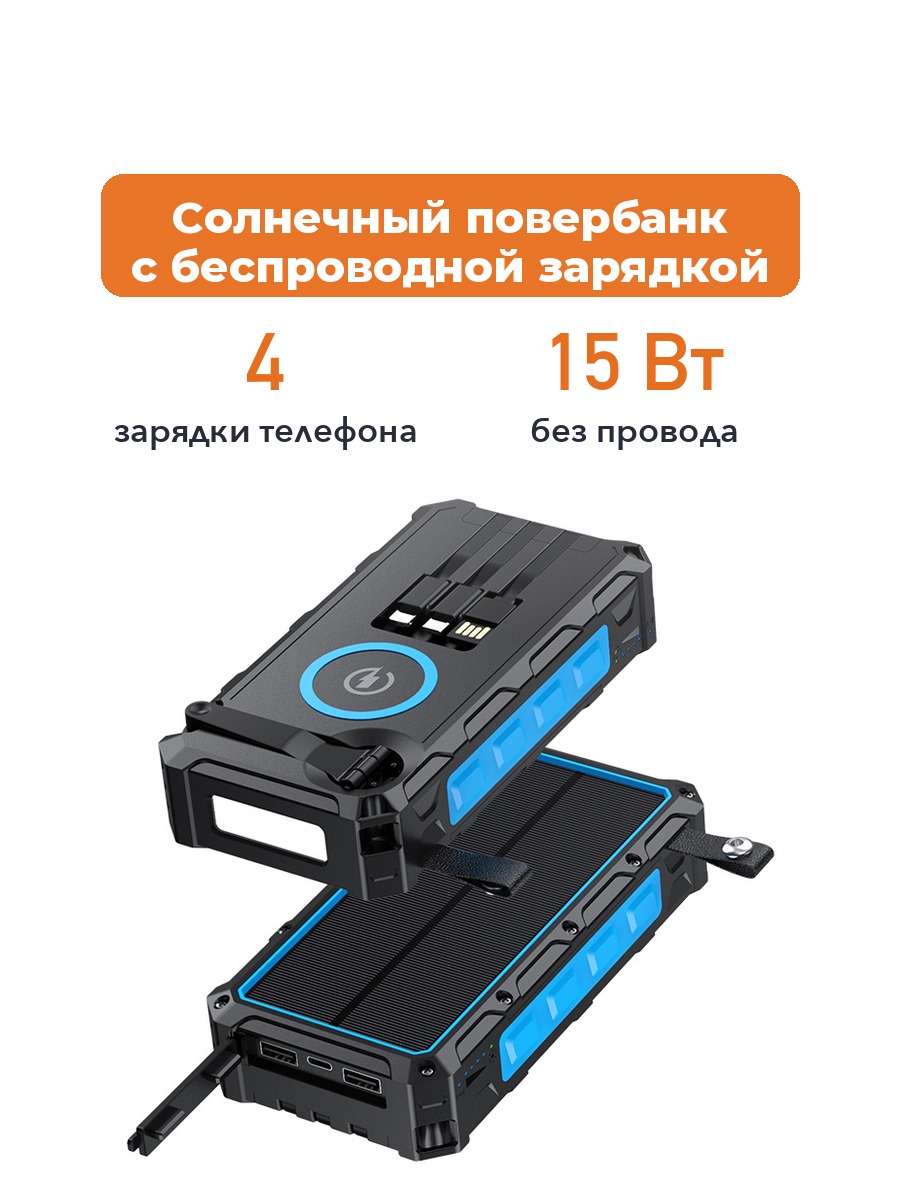 Солнечный повербанк
с беспроводной зарядкой
4
15 Вт
зарядки телефона
без провода